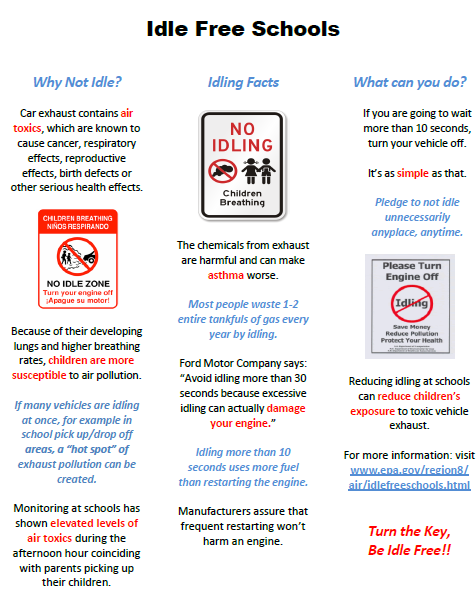 Idle Free Schools
Why Not Idle?
Car exhaust contains air
toxics, which are known to
cause cancer, respiratory
effects, reproductive
effects, birth defects or
other serious health effects.
CHILDREN BREATHING
NIÑOS RESPIRANDO
NO IDLE ZONE
Turn your engine off
¡Apague su motor!
Because of their developing
lungs and higher breathing
rates, children are more
susceptible to air pollution.
If many vehicles are idling
at once, for example in
school pick up/drop off
areas, a “hot spot” of
exhaust pollution can be
created.
Monitoring at schools has
shown elevated levels of
air toxics during the
afternoon hour coinciding
with parents picking up
their children.
Idling Facts
NO
IDLING
Children
Breathing
The chemicals from exhaust
are harmful and can make
asthma worse.
Most people waste 1-2
entire tankfuls of gas every
year by idling.
Ford Motor Company says:
“Avoid idling more than 30
seconds because excessive
idling can actually damage
your engine.”
Idling more than 10
seconds uses more fuel
than restarting the engine.
Manufacturers assure that
frequent restarting won’t
harm an engine.
What can you do?
If you are going to wait
more than 10 seconds,
turn your vehicle off.
It’s as simple as that.
Pledge to not idle
unnecessarily
anyplace, anytime.
Please Turn
Engine Off
Idling
Save Money
Reduce Pollution
Protect Your Health
Reducing idling at schools
can reduce children’s
exposure to toxic vehicle
exhaust.
For more information: visit
www.epa.gov/region8/
air/idlefreeschools.html
Turn the Key,
Be Idle Free!!